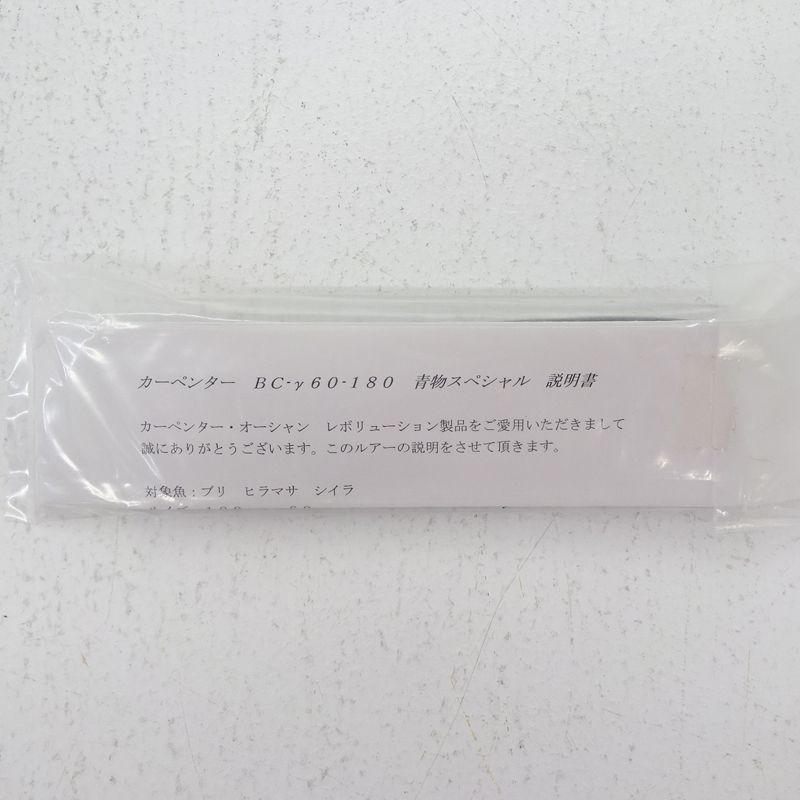 カーペンター　ＢＣ-γ６０-１８０　青物スペシャル　説明書
カーペンター・オーシャン　レボリューション製品をご愛用いただきまして
誠にありがとうございます。このルアーの説明をさせて頂きます。
対象魚：ブリ　ヒラマサ　シイラ